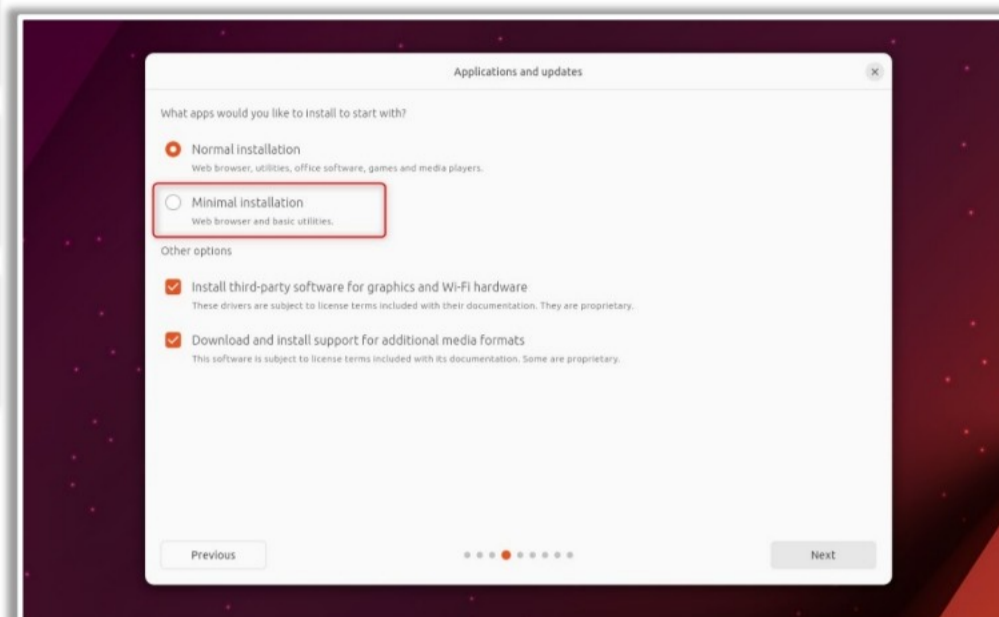 Applications and updates
What apps would you like to install to start with?
Normal installation
Web browser, utilities, office software, games and media players.
Minimal installation
Web browser and basic utilities.
Other options
Install third-party software for graphics and Wi-Fi hardware
These drivers are subject to license terms included with their documentation. They are proprietary.
Download and install support for additional media formats
This software is subject to license terms included with its documentation. Some are proprietary.
Previous
Next